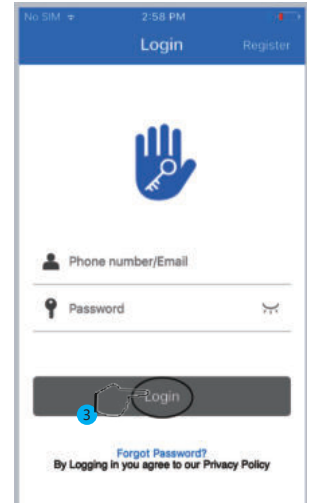 No SIM 2:58 PM
Login Register
Phone number/Email
Password
Login
3
Forgot Password?
By Logging in you agree to our Privacy Policy